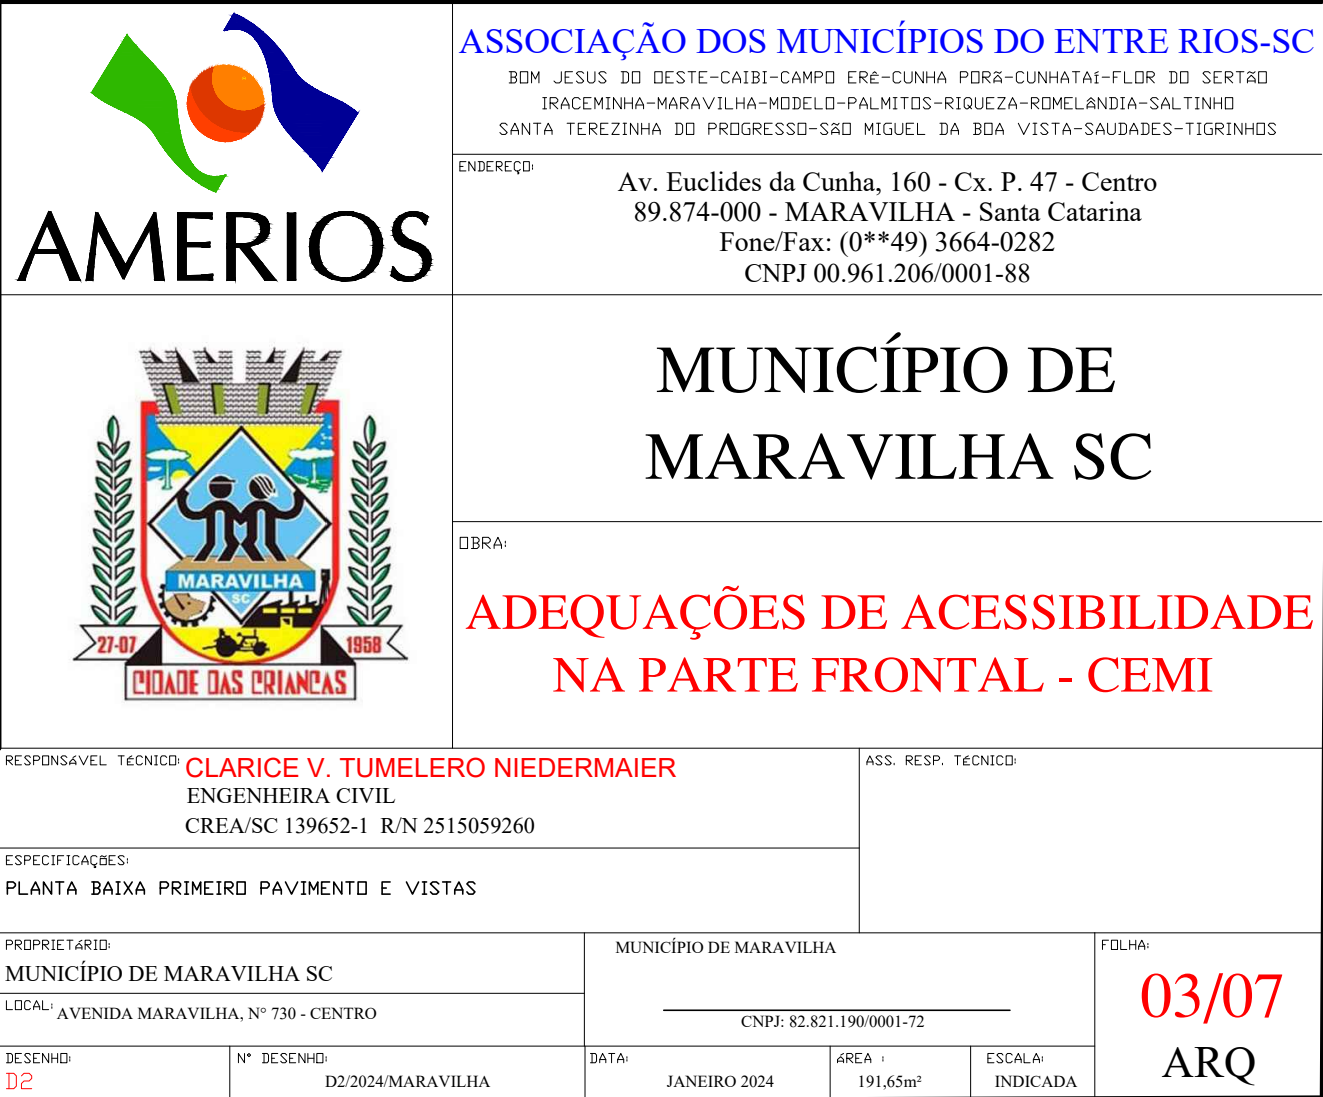 AMERIOS
ASSOCIAÇÃO DOS MUNICÍPIOS DO ENTRE RIOS-SC
BOM JESUS DO OESTE-CAIBI-CAMPO ERÊ-CUNHA PORÃ-CUNHATAÍ-FLOR DO SERTÃO
IRACEMINHA-MARAVILHA-MODELO-PALMITOS-RIQUEZA-ROMELÂNDIA-SALTINHO
SANTA TEREZINHA DO PROGRESSO-SÃO MIGUEL DA BOA VISTA-SAUDADES-TIGRINHOS
ENDEREÇO:
Av. Euclides da Cunha, 160 - Cx. P. 47 - Centro
89.874-000 - MARAVILHA - Santa Catarina
Fone/Fax: (0**49) 3664-0282
CNPJ 00.961.206/0001-88
MARAVILHA
SC
27-07
1958
CIDADE DAS CRIANÇAS
MUNICÍPIO DE
MARAVILHA SC
OBRA:
ADEQUAÇÕES DE ACESSIBILIDADE
NA PARTE FRONTAL - CEMI
RESPONSÁVEL TÉCNICO: CLARICE V. TUMELERO NIEDERMAIER
ENGENHEIRA CIVIL
CREA/SC 139652-1 R/N 2515059260
ASS. RESP. TÉCNICO:
ESPECIFICAÇÕES:
PLANTA BAIXA PRIMEIRO PAVIMENTO E VISTAS
PROPRIETÁRIO:
MUNICÍPIO DE MARAVILHA SC
LOCAL: AVENIDA MARAVILHA, N° 730 - CENTRO
MUNICÍPIO DE MARAVILHA
CNPJ: 82.821.190/0001-72
FOLHA:
03/07
ARQ
DESENHO:
D2
N° DESENHO:
D2/2024/MARAVILHA
DATA:
JANEIRO 2024
ÁREA :
191,65m²
ESCALA:
INDICADA